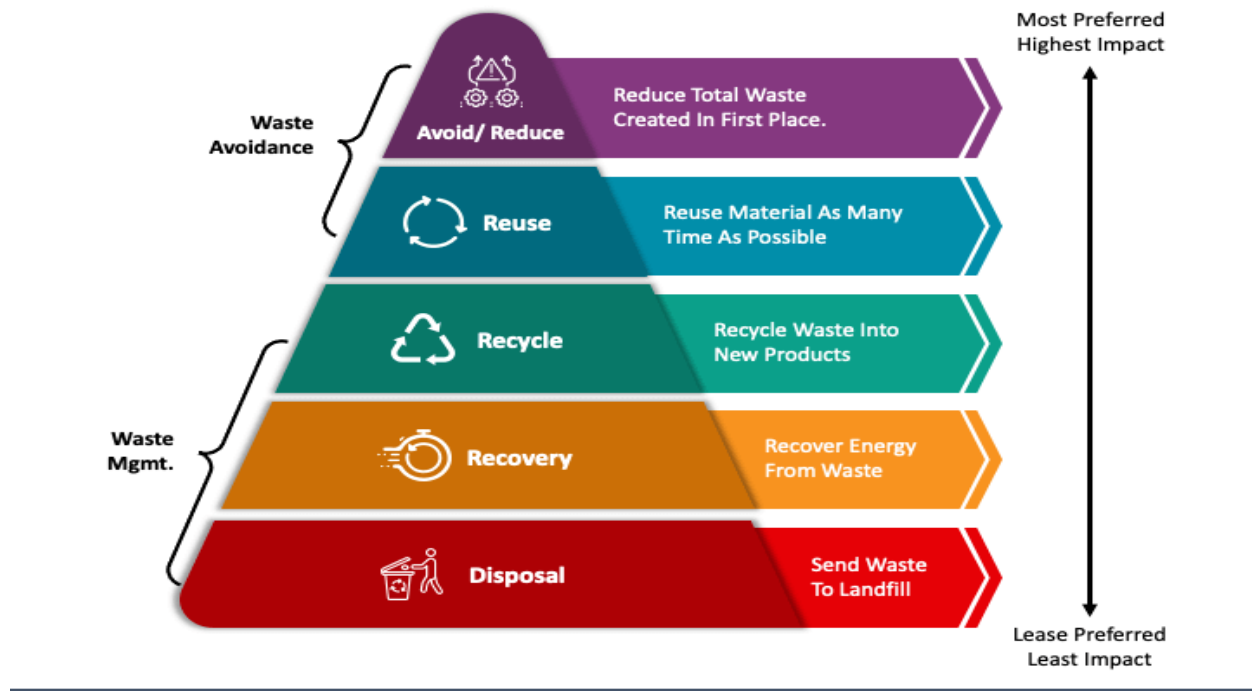 Most Preferred
Highest Impact
Waste
Avoidance
Avoid/ Reduce
Reduce Total Waste
Created In First Place.
Reuse
Reuse Material As Many
Time As Possible
Recycle
Recycle Waste Into
New Products
Waste
Mgmt.
Recovery
Recover Energy
From Waste
Disposal
Send Waste
To Landfill
Lease Preferred
Least Impact